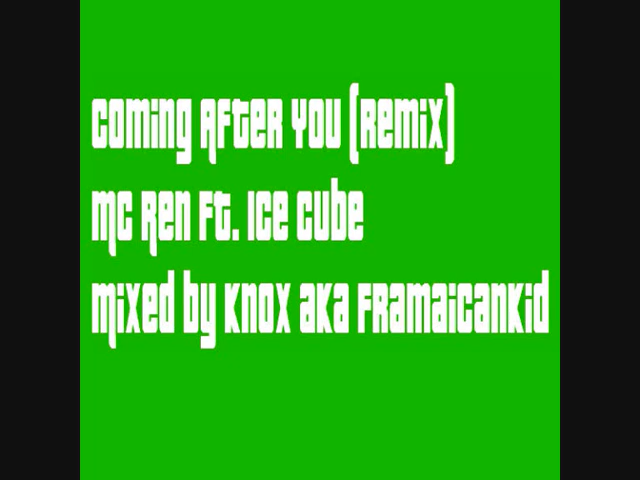 Coming After You (Remix)
MC Ren Ft. Ice Cube
Mixed by Knox aka FramaicanKid